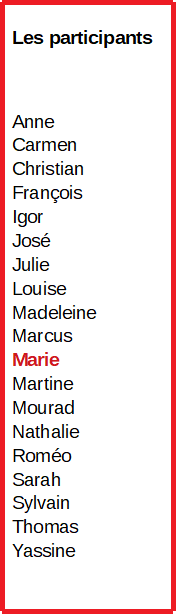 Les participants
Anne
Carmen
Christian
François
Igor
José
Julie
Louise
Madeleine
Marcus
Marie
Martine
Mourad
Nathalie
Roméo
Sarah
Sylvain
Thomas
Yassine